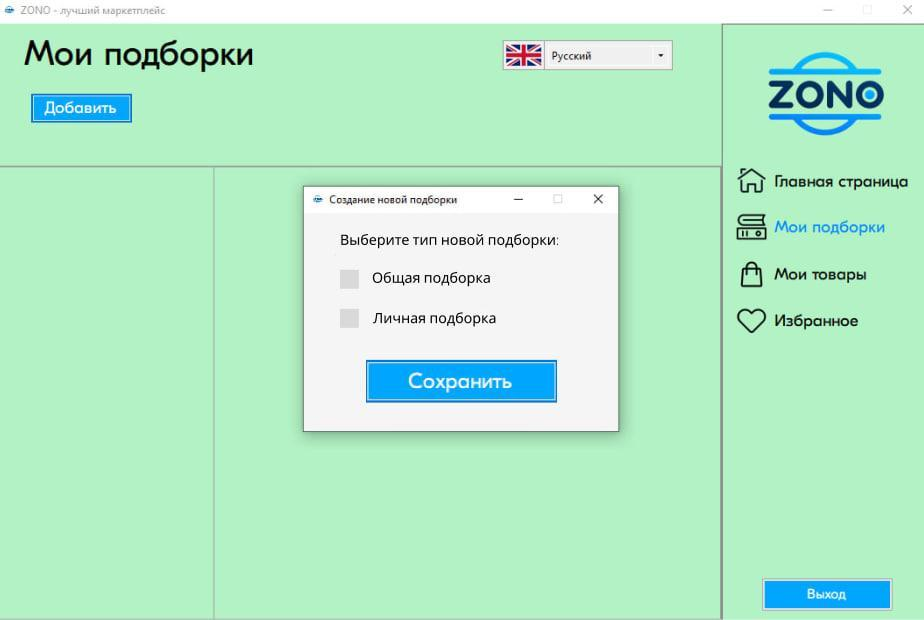 ZONO - лучший маркетплейс
Мои подборки
Русский
Добавить
ZONO
Главная страница
Мои подборки
Мои товары
Избранное
Создание новой подборки
Выберите тип новой подборки:
Общая подборка
Личная подборка
Сохранить
Выход